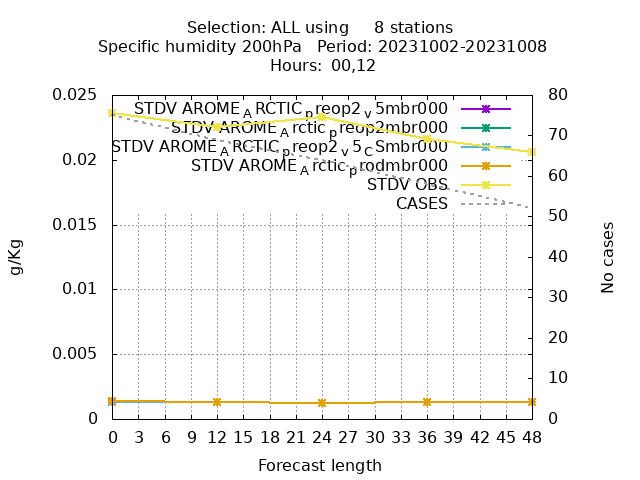 Selection: ALL using     8 stations
Specific humidity 200hPa   Period: 20231002-20231008
Hours:  00,12
0.025
0.02
0.015
0.01
0.005
0
g/Kg
STDV AROME_ARCTIC_preop2_v5mbr000
STDV AROME_Arctic_preop2mbr000
STDV AROME_ARCTIC_preop2_v5_CSmbr000
STDV AROME_Arctic_prodmbr000
STDV OBS
CASES
80
70
60
50
40
30
20
10
0
No cases
0 3 6 9 12 15 18 21 24 27 30 33 36 39 42 45 48
Forecast length